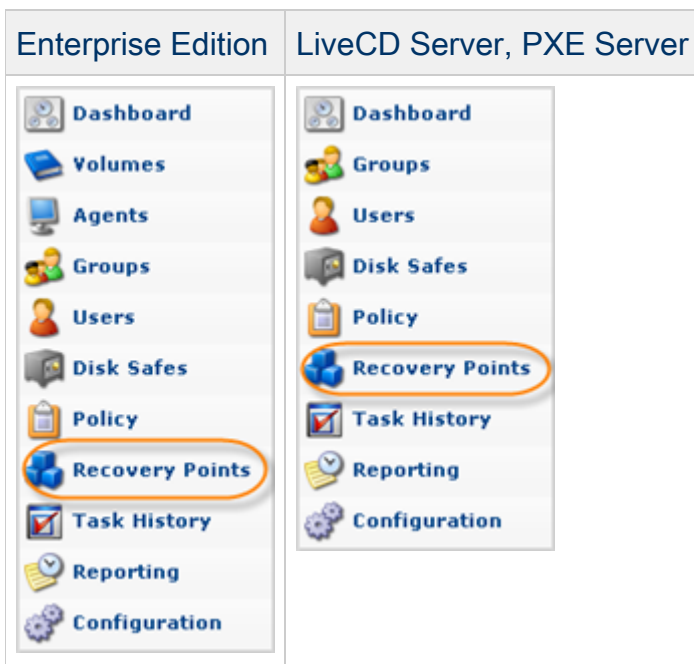 Enterprise Edition
LiveCD Server, PXE Server
Dashboard
Volumes
Agents
Groups
Users
Disk Safes
Policy
Recovery Points
Task History
Reporting
Configuration
Dashboard
Groups
Users
Disk Safes
Policy
Recovery Points
Task History
Reporting
Configuration